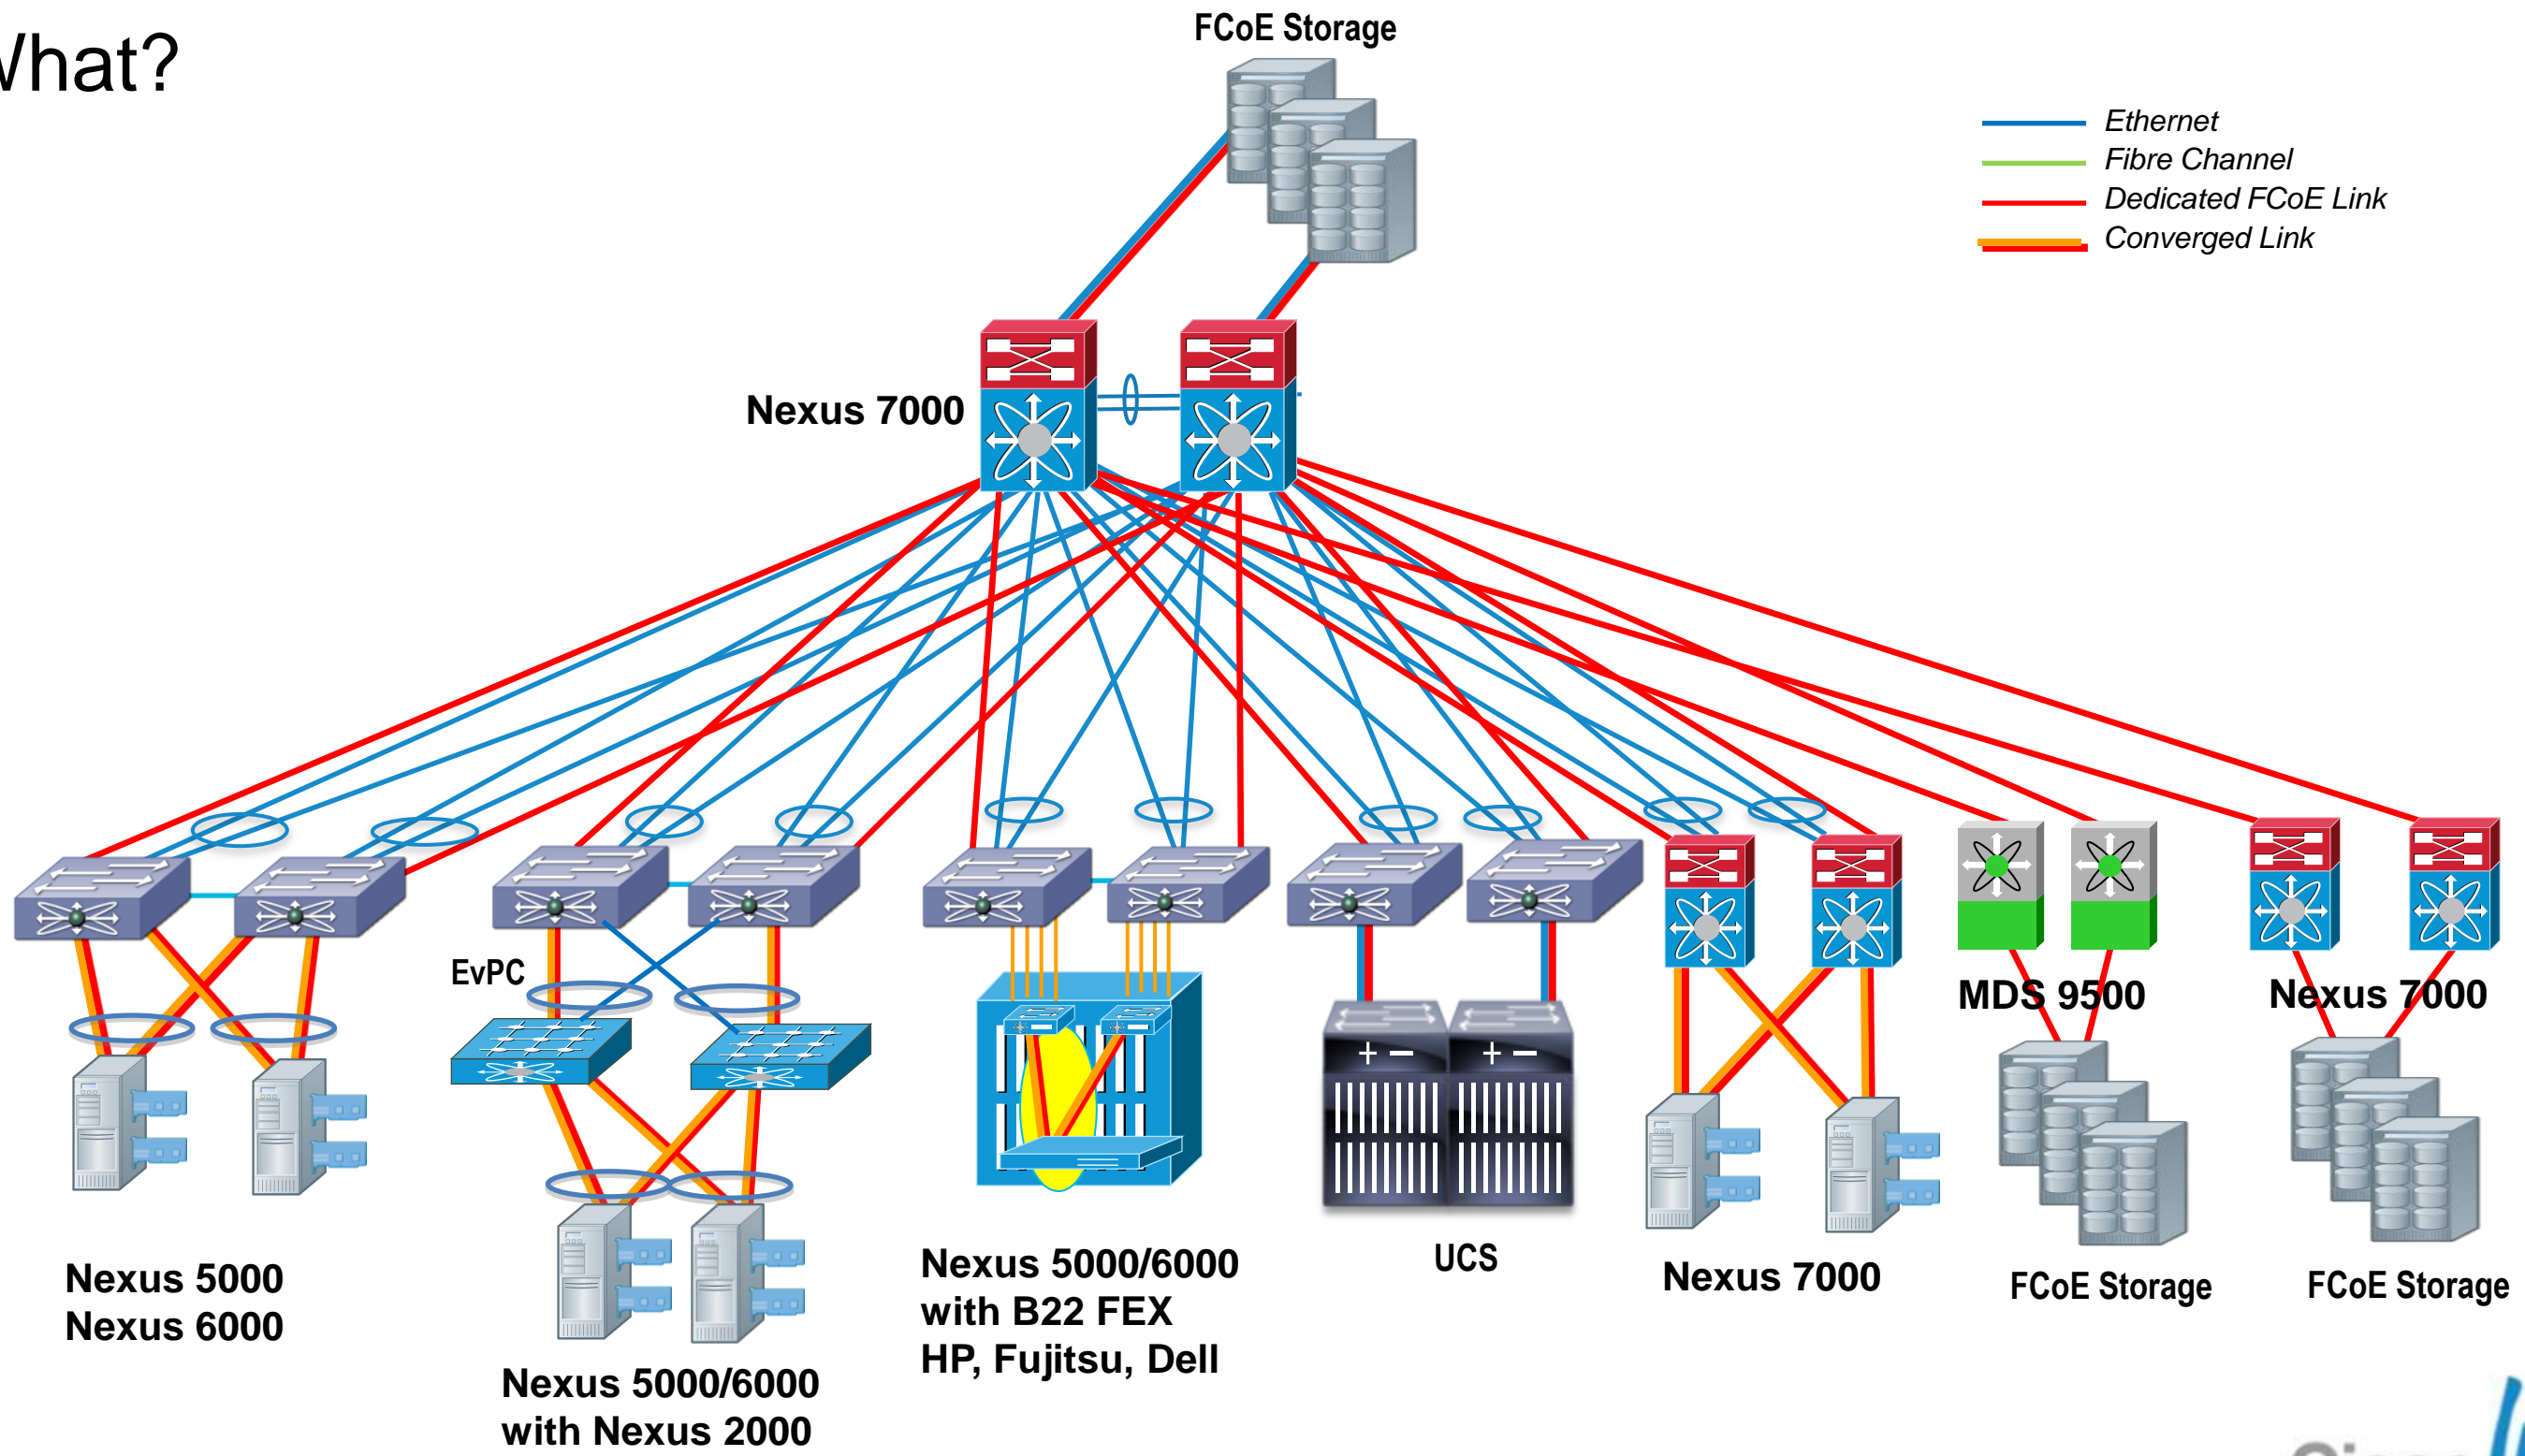 What?
FCoE Storage
Ethernet
Fibre Channel
Dedicated FCoE Link
Converged Link
Nexus 7000
EvPC
MDS 9500
Nexus 7000
Nexus 5000
Nexus 6000
Nexus 5000/6000
with Nexus 2000
Nexus 5000/6000
with B22 FEX
HP, Fujitsu, Dell
UCS
Nexus 7000
FCoE Storage
FCoE Storage